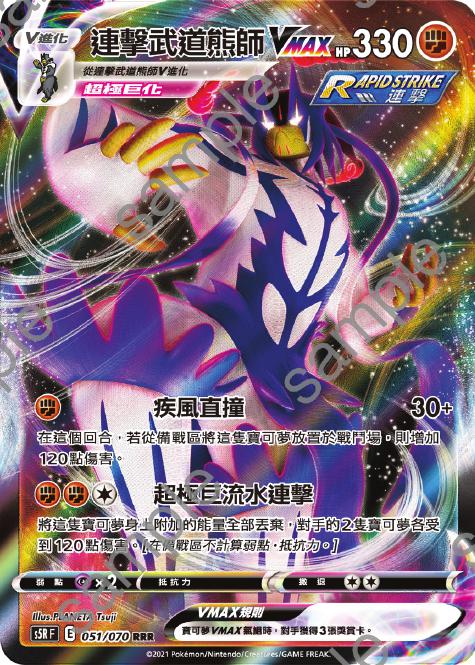 V進化
連擊武道熊師VMAX HP 330
從連擊武道熊師V進化
超極巨化
RAPID STRIKE
連擊
疾風直撞 30+
在這個回合,若從備戰區將這隻寶可夢放置於戰鬥場,則增加
120點傷害。
超極巨流水連擊
將這隻寶可夢身上附加的能量全部丟棄,對手的2隻寶可夢各受
到120點傷害。[在備戰區不計算弱點・抵抗力。]
弱點 ×2 抵抗力 撤退
Illus.PLANETA Tsuji
VMAX規則
s5R F E 051/070 RRR
寶可夢VMAX氣絕時,對手獲得3張獎賞卡。
©2021 Pokémon/Nintendo/Creatures/GAME FREAK.
sample
sample
sample
sample
sample
sample